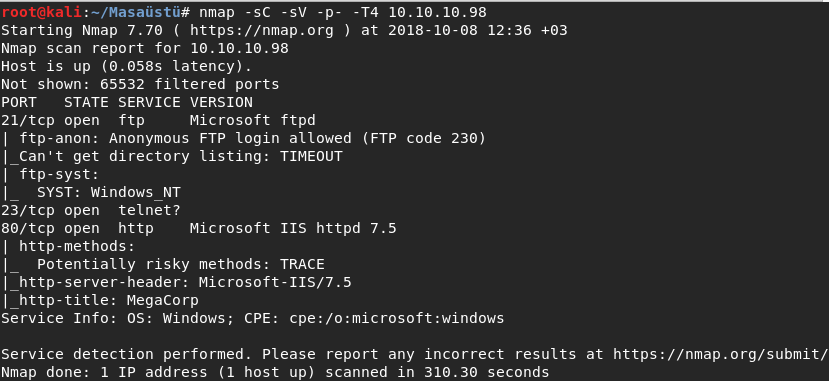 root@kali:~/Masaüstü# nmap -sC -sV -p- -T4 10.10.10.98
Starting Nmap 7.70 ( https://nmap.org ) at 2018-10-08 12:36 +03
Nmap scan report for 10.10.10.98
Host is up (0.058s latency).
Not shown: 65532 filtered ports
PORT   STATE SERVICE VERSION
21/tcp open  ftp     Microsoft ftpd
| ftp-anon: Anonymous FTP login allowed (FTP code 230)
|_Can't get directory listing: TIMEOUT
| ftp-syst:
|_  SYST: Windows_NT
23/tcp open  telnet?
80/tcp open  http    Microsoft IIS httpd 7.5
| http-methods:
|_  Potentially risky methods: TRACE
|_http-server-header: Microsoft-IIS/7.5
|_http-title: MegaCorp
Service Info: OS: Windows; CPE: cpe:/o:microsoft:windows

Service detection performed. Please report any incorrect results at https://nmap.org/submit/
Nmap done: 1 IP address (1 host up) scanned in 310.30 seconds